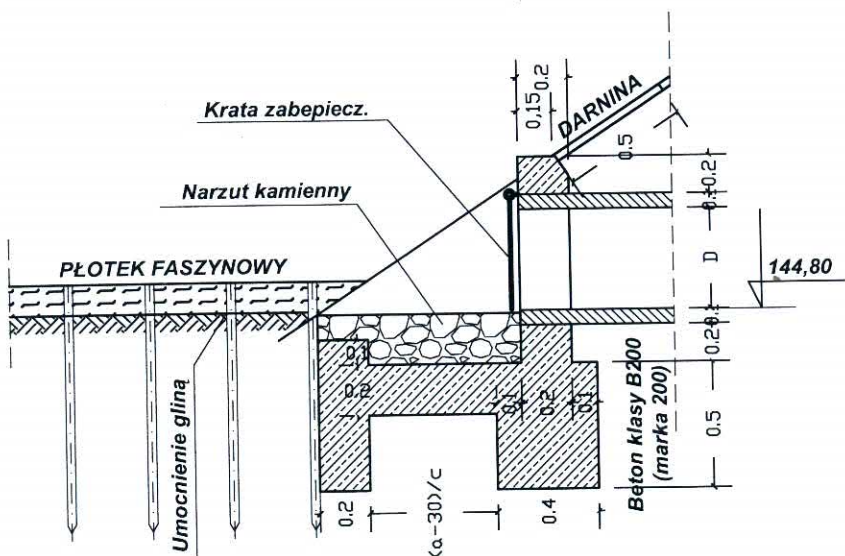 0.2
0,15
DARNINA
0.5
Krata zabepiecz.
0.2
0.1
Narzut kamienny
PŁOTEK FASZYNOWY
D
144,80
0.2
0.1
0.2
0.1
0.2
0.1
0.5
Umocnienie gliną
Beton klasy B200
(marka 200)
0.2
(a-30)/c
0.4